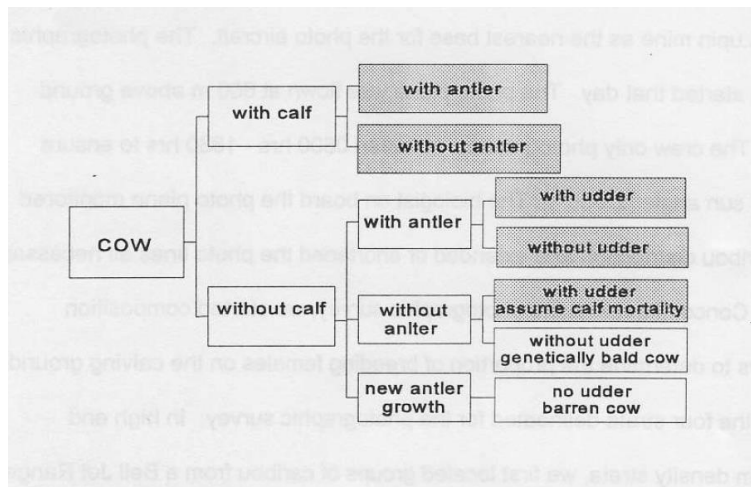 cow
with calf
with antler
without antler
without calf
with antler
with udder
without udder
without
anlter
with udder
assume calf mortality
without udder
genetically bald cow
new antler
growth
no udder
barren cow